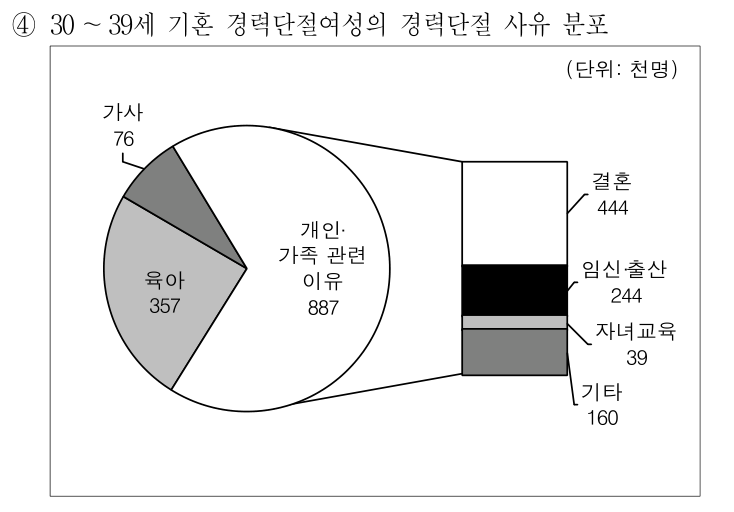 ④ 30 ~ 39세 기혼 경력단절여성의 경력단절 사유 분포
(단위: 천명)
가사
76
육아
357
개인·
가족 관련
이유
887
결혼
444
임신·출산
244
자녀교육
39
기타
160